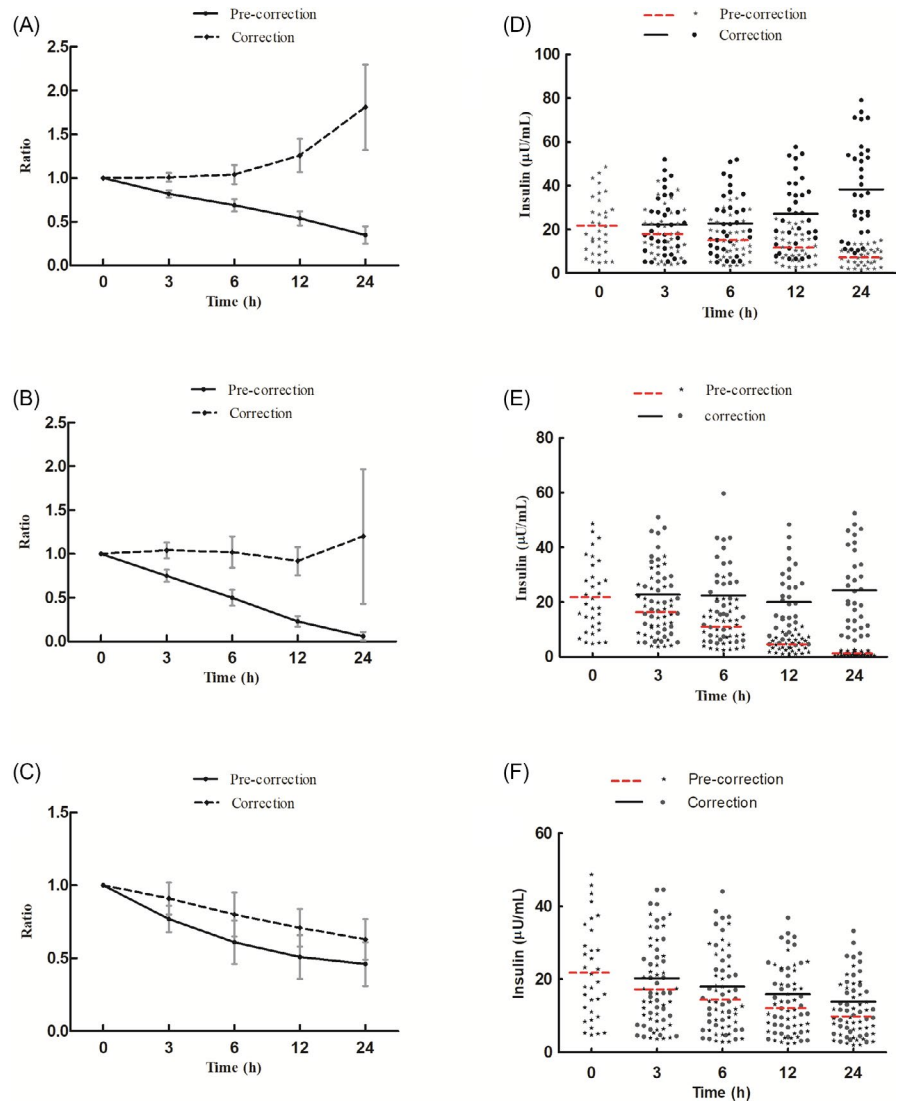 (A)
Pre-correction
Correction
2.5
2.0
1.5
1.0
0.5
0.0
Ratio
0 3 6 12 24
Time (h)
(D)
Pre-correction
Correction
100
80
60
40
20
0
Insulin (μU/mL)
0 3 6 12 24
Time (h)
(B)
Pre-correction
Correction
2.5
2.0
1.5
1.0
0.5
0.0
Ratio
0 3 6 12 24
Time (h)
(E)
Pre-correction
correction
80
60
40
20
0
Insulin (μU/mL)
0 3 6 12 24
Time (h)
(C)
Pre-correction
Correction
1.5
1.0
0.5
0.0
Ratio
0 3 6 12 24
Time (h)
(F)
Pre-correction
Correction
60
40
20
0
Insulin (μU/mL)
0 3 6 12 24
Time (h)